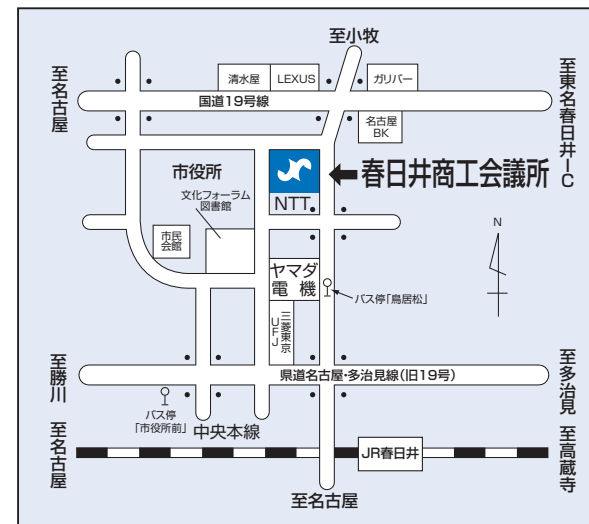 至小牧
至名古屋
清水屋
LEXUS
ガリバー
至東名春日井IC
国道19号線
名古屋
BK
市役所
春日井商工会議所
文化フォーラム
図書館
NTT
市民
会館
N
ヤマダ
電機
バス停「鳥居松」
三菱東京
UFJ
至勝川
県道名古屋・多治見線(旧19号)
至多治見
バス停
「市役所前」
中央本線
至名古屋
JR春日井
至高蔵寺
至名古屋